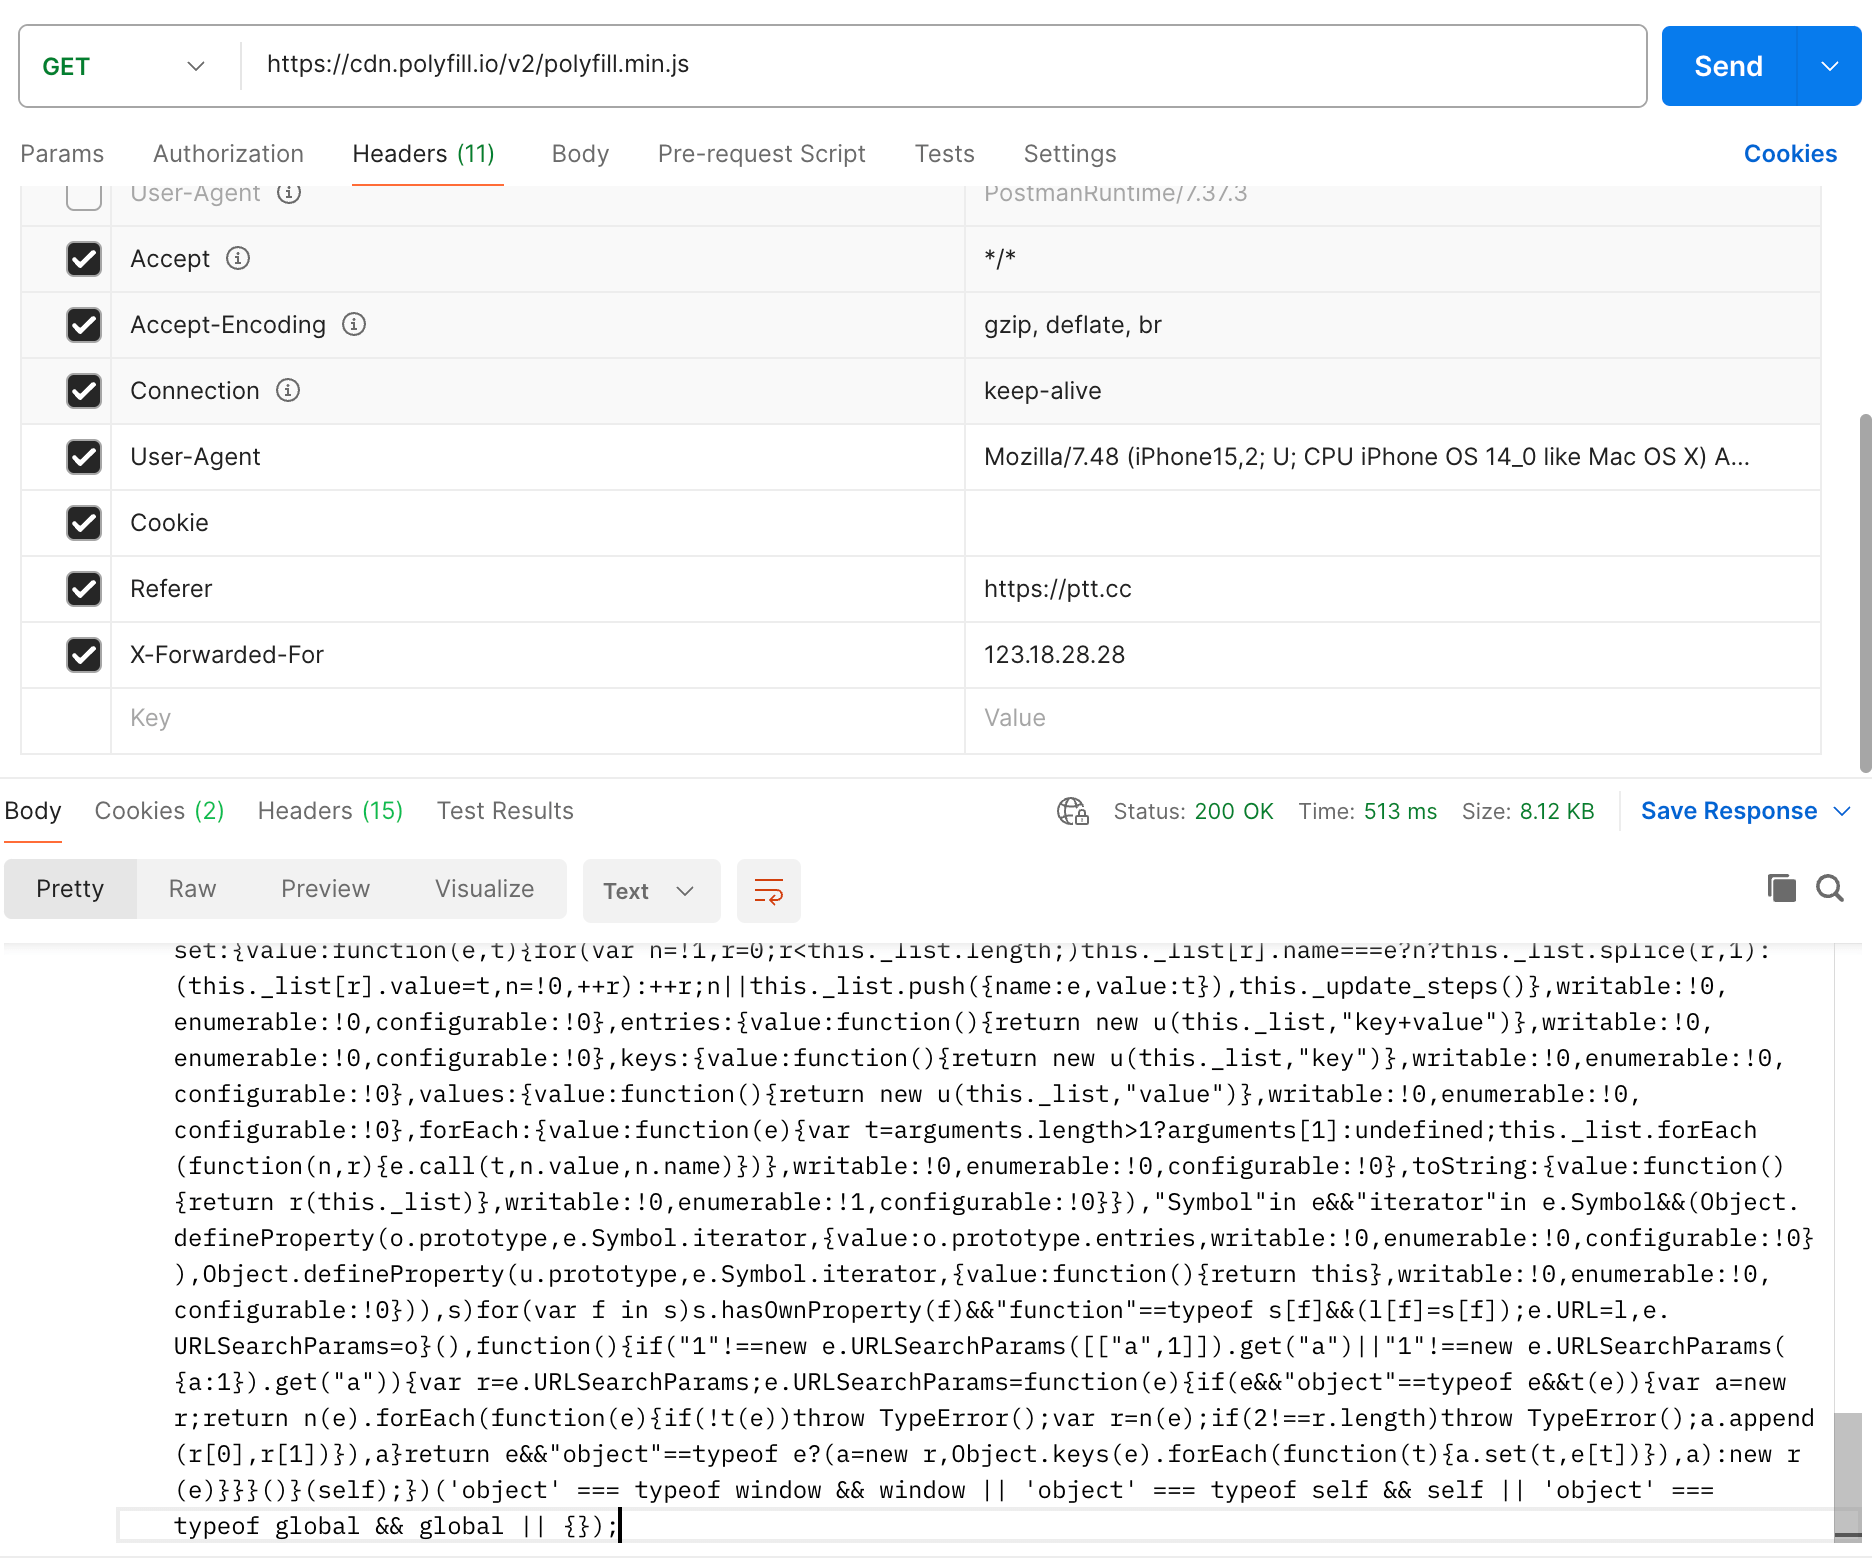 GET
https://cdn.polyfill.io/v2/polyfill.min.js
Send
Params Authorization Headers (11) Body Pre-request Script Tests Settings Cookies
User-Agent PostmanRuntime/7.37.3
Accept */*
Accept-Encoding gzip, deflate, br
Connection keep-alive
User-Agent Mozilla/7.48 (iPhone15,2; U; CPU iPhone OS 14_0 like Mac OS X) A...
Cookie
Referer https://ptt.cc
X-Forwarded-For 123.18.28.28
Key Value
Body Cookies (2) Headers (15) Test Results Status: 200 OK Time: 513 ms Size: 8.12 KB Save Response
Pretty Raw Preview Visualize Text
set:{value:function(e,t){for(var n=!1,r=0;r<this._list.length;)this._list[r].name===e?n?this._list.splice(r,1):
(this._list[r].value=t,n=!0,++r):++r;n||this._list.push({name:e,value:t}),this._update_steps()},writable:!0,
enumerable:!0,configurable:!0},entries:{value:function(){return new u(this._list,"key+value")},writable:!0,
enumerable:!0,configurable:!0},keys:{value:function(){return new u(this._list,"key")},writable:!0,enumerable:!0,
configurable:!0},values:{value:function(){return new u(this._list,"value")},writable:!0,enumerable:!0,
configurable:!0},forEach:{value:function(e){var t=arguments.length>1?arguments[1]:undefined;this._list.forEach
(function(n,r){e.call(t,n.value,n.name)})},writable:!0,enumerable:!0,configurable:!0},toString:{value:function()
{return r(this._list)},writable:!0,enumerable:!1,configurable:!0}}),"Symbol"in e&&"iterator"in e.Symbol&&(Object.
defineProperty(o.prototype,e.Symbol.iterator,{value:o.prototype.entries,writable:!0,enumerable:!0,configurable:!0}
),Object.defineProperty(u.prototype,e.Symbol.iterator,{value:function(){return this},writable:!0,enumerable:!0,
configurable:!0})),s)for(var f in s)s.hasOwnProperty(f)&&"function"==typeof s[f]&&(l[f]=s[f]);e.URL=l,e.
URLSearchParams=o}(),function(){if("1"!==new e.URLSearchParams([["a",1]]).get("a")||"1"!==new e.URLSearchParams(
{a:1}).get("a")){var r=e.URLSearchParams;e.URLSearchParams=function(e){if(e&&"object"==typeof e&&t(e)){var a=new
r;return n(e).forEach(function(e){if(!t(e))throw TypeError();var r=n(e);if(2!==r.length)throw TypeError();a.append
(r[0],r[1])}),a}return e&&"object"==typeof e?(a=new r,Object.keys(e).forEach(function(t){a.set(t,e[t])}),a):new r
(e)}}}()}(self);})('object' === typeof window && window || 'object' === typeof self && self || 'object' ===
typeof global && global || {});